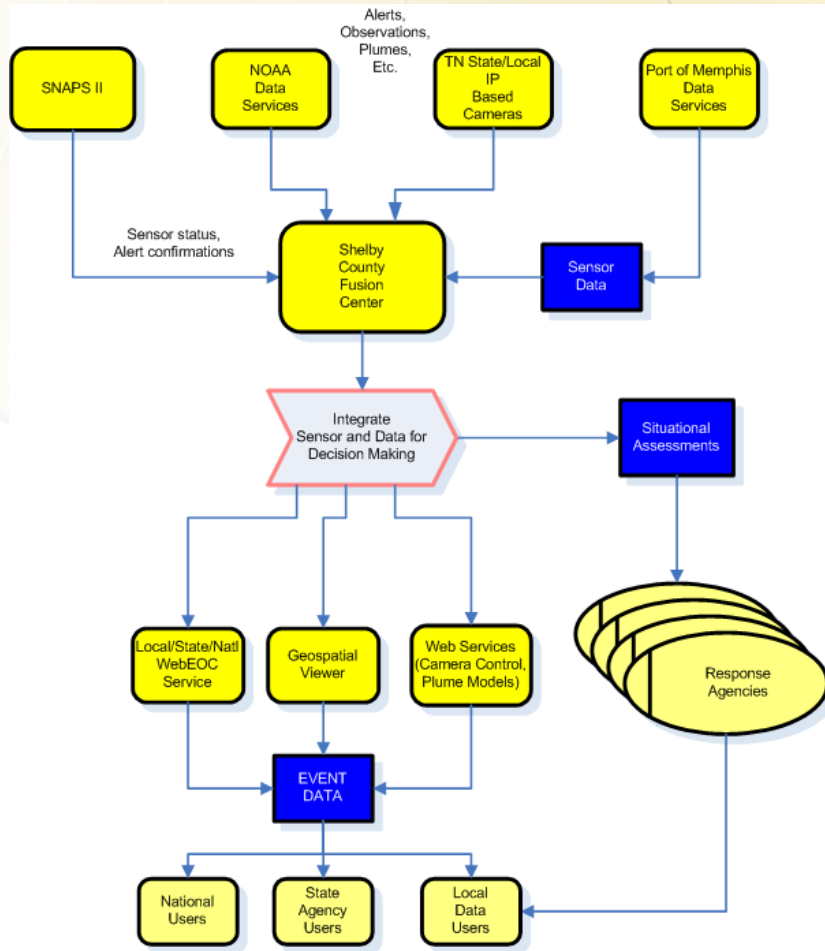 Alerts,
Observations,
Plumes,
Etc.
SNAPS II
NOAA
Data
Services
TN State/Local
IP
Based
Cameras
Port of Memphis
Data
Services
Sensor status,
Alert confirmations
Shelby
County
Fusion
Center
Sensor
Data
Integrate
Sensor and Data for
Decision Making
Situational
Assessments
Local/State/Natl
WebEOC
Service
Geospatial
Viewer
Web Services
(Camera Control,
Plume Models)
Response
Agencies
EVENT
DATA
National
Users
State
Agency
Users
Local
Data
Users